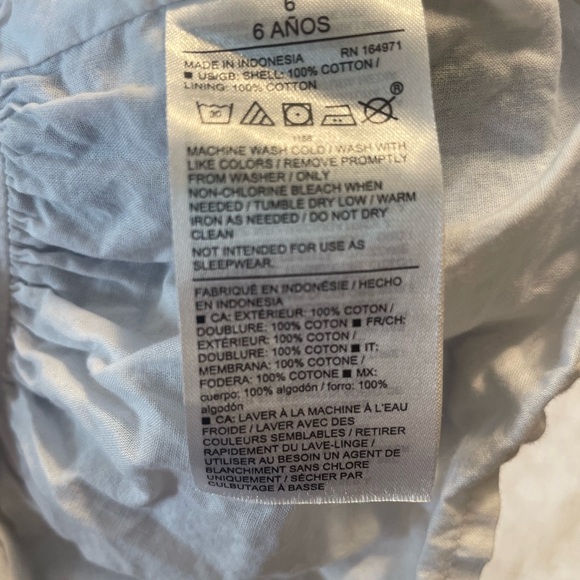 6
6 AÑOS
MADE IN INDONESIA RN 164971
■ US/GB: SHELL: 100% COTTON /
LINING: 100% COTTON
30
®
MACHINE WASH COLD / WASH WITH
LIKE COLORS / REMOVE PROMPTLY
FROM WASHER / ONLY
NON-CHLORINE BLEACH WHEN
NEEDED / TUMBLE DRY LOW / WARM
IRON AS NEEDED / DO NOT DRY
CLEAN
NOT INTENDED FOR USE AS
SLEEPWEAR.
FABRIQUÉ EN INDONÉSIE / HECHO
EN INDONESIA
■ CA: EXTÉRIEUR: 100% COTON /
DOUBLURE: 100% COTON ■ FR/CH:
EXTÉRIEUR: 100% COTON /
DOUBLURE: 100% COTON ■ IT:
MEMBRANA: 100% COTONE /
FODERA: 100% COTONE ■ MX:
cuerpo: 100% algodón / forro: 100%
algodón
■ CA: LAVER À LA MACHINE À L'EAU
FROIDE / LAVER AVEC DES
COULEURS SEMBLABLES / RETIRER
RAPIDEMENT DU LAVE-LINGE /
UTILISER AU BESOIN UN AGENT DE
BLANCHIMENT SANS CHLORE
UNIQUEMENT / SÉCHER PAR
CULBUTAGE À BASSE